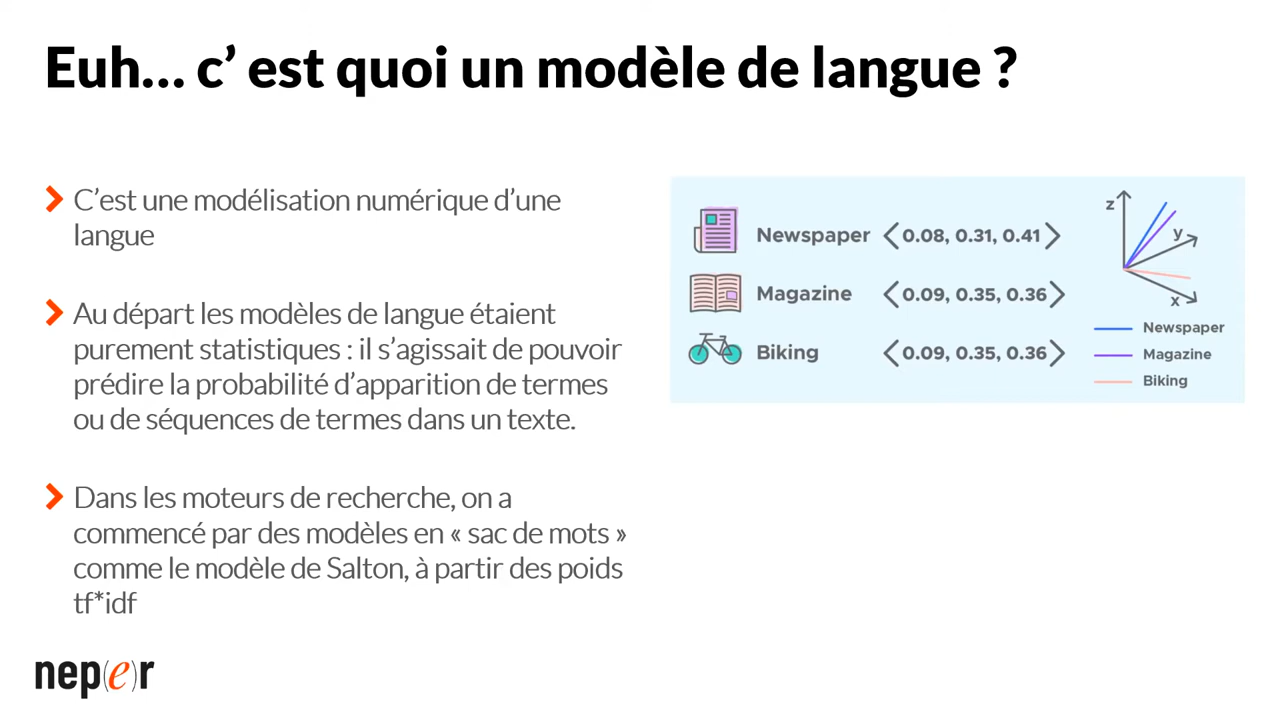 Euh... c’ est quoi un modèle de langue ?
C’est une modélisation numérique d’une
langue
Au départ les modèles de langue étaient
purement statistiques : il s’agissait de pouvoir
prédire la probabilité d’apparition de termes
ou de séquences de termes dans un texte.
Dans les moteurs de recherche, on a
commencé par des modèles en « sac de mots »
comme le modèle de Salton, à partir des poids
tf*idf
Newspaper <0.08, 0.31, 0.41>
Magazine <0.09, 0.35, 0.36>
Biking <0.09, 0.35, 0.36>
z
y
x
Newspaper
Magazine
Biking
nep(e)r